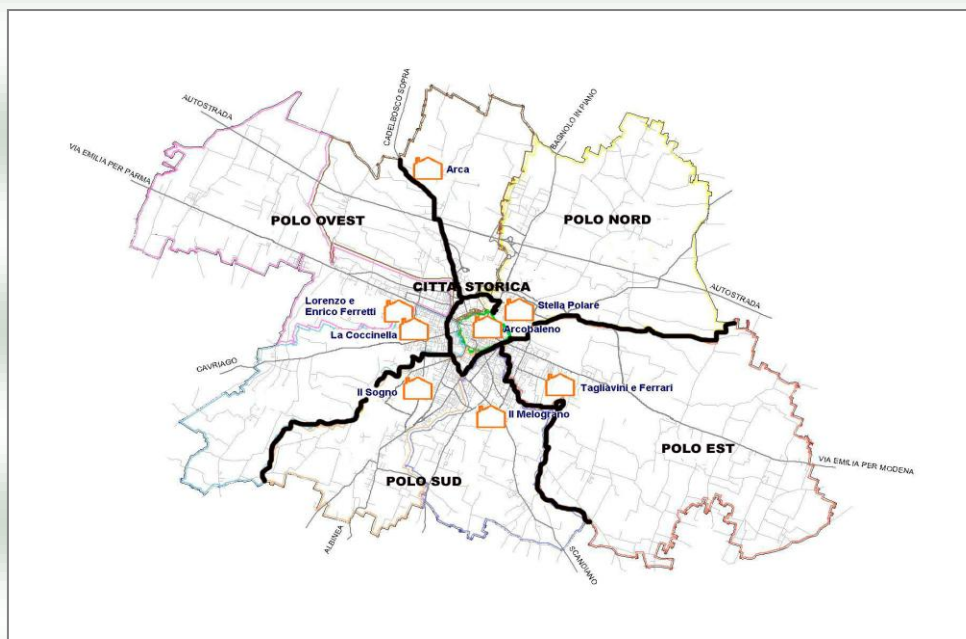 CADELBOSCO SOPRA
BAGNOLO IN PIANO
AUTOSTRADA
VIA EMILIA PER PARMA
Arca
POLO OVEST
POLO NORD
CITTÀ STORICA
AUTOSTRADA
Lorenzo e
Enrico Ferretti
Stella Polare
La Coccinella
Arcobaleno
CAVRIAGO
Il Sogno
Tagliavini e Ferrari
Il Melograno
POLO EST
VIA EMILIA PER MODENA
POLO SUD
ALBINEA
SCANDIANO